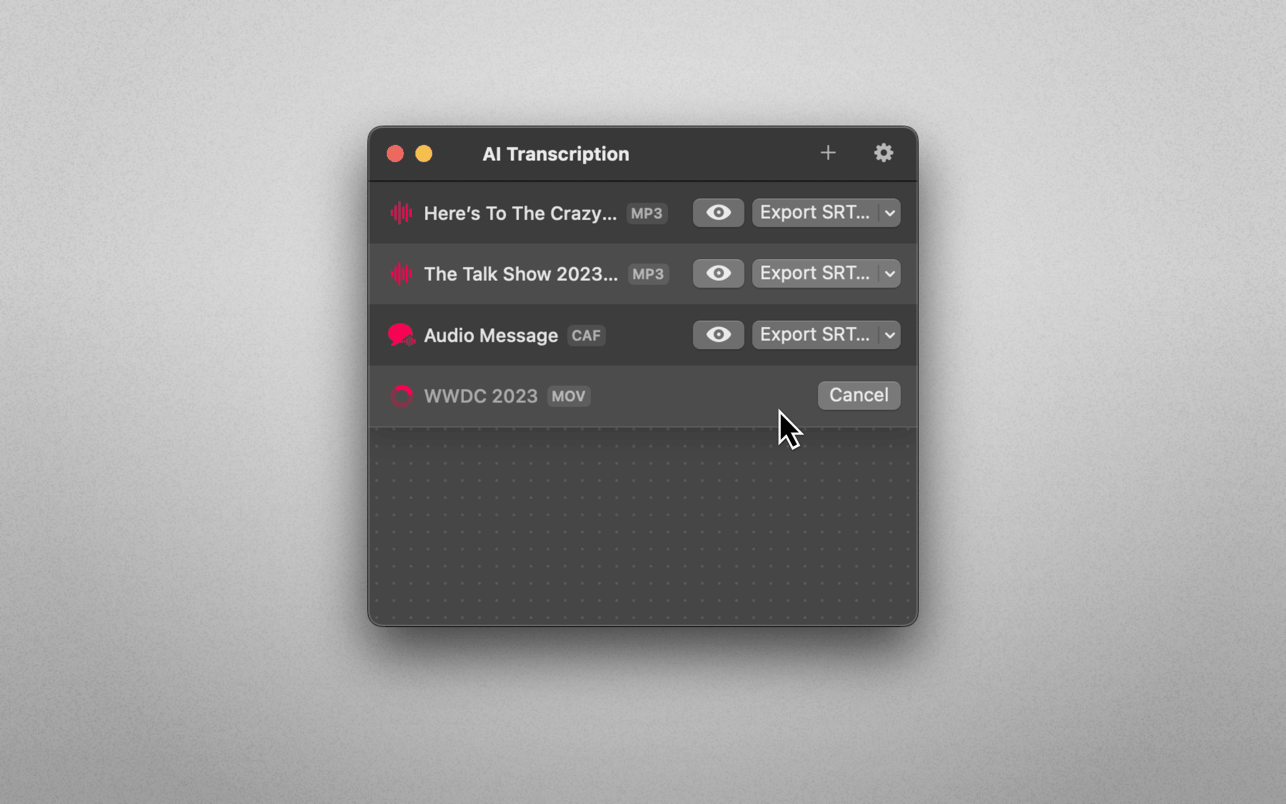 AI Transcription
Here’s To The Crazy... MP3 Export SRT...
The Talk Show 2023... MP3 Export SRT...
Audio Message CAF Export SRT...
WWDC 2023 MOV Cancel